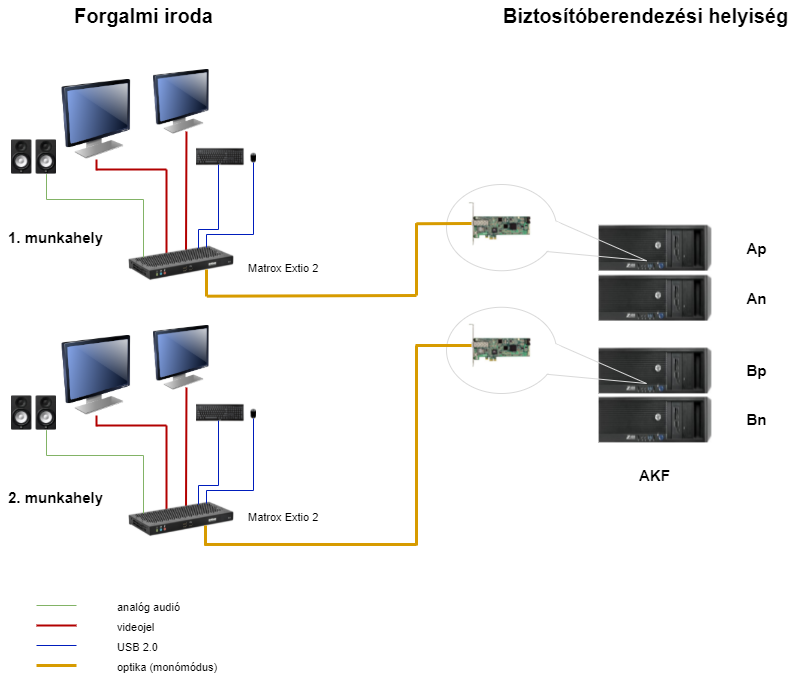 Forgalmi iroda
Biztosítóberendezési helyiség
1. munkahely
Matrox Extio 2
Ap
An
Bp
Bn
AKF
2. munkahely
Matrox Extio 2
analóg audió
videojel
USB 2.0
optika (monómódus)